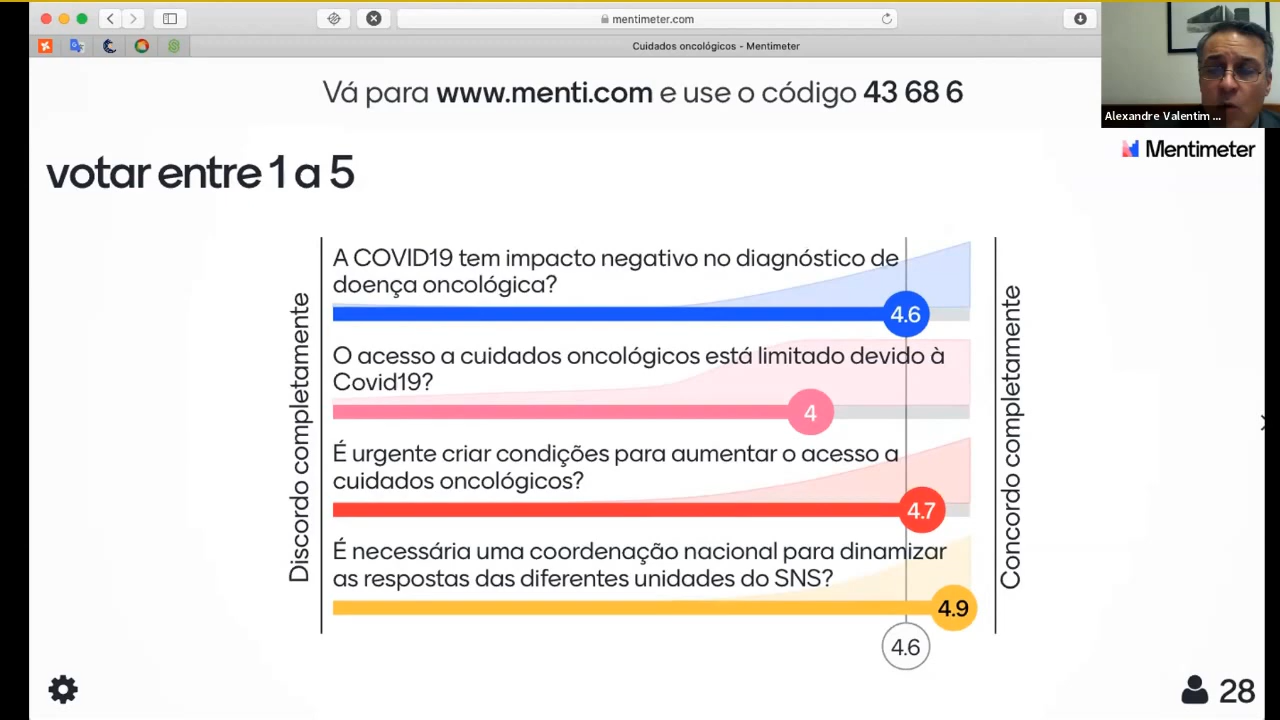 mentimeter.com
Cuidados oncológicos - Mentimeter
Alexandre Valentim ...
Vá para www.menti.com e use o código 43 68 6
Mentimeter
votar entre 1 a 5
Discordo completamente
A COVID19 tem impacto negativo no diagnóstico de
doença oncológica?
4.6
O acesso a cuidados oncológicos está limitado devido à
Covid19?
4
É urgente criar condições para aumentar o acesso a
cuidados oncológicos?
4.7
É necessária uma coordenação nacional para dinamizar
as respostas das diferentes unidades do SNS?
4.9
4.6
Concordo completamente
28